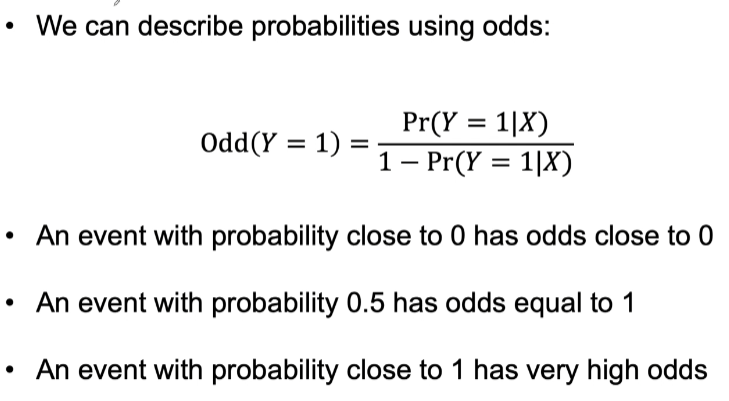 • We can describe probabilities using odds:
Odd(Y = 1) = Pr(Y = 1|X) / 1 − Pr(Y = 1|X)
• An event with probability close to 0 has odds close to 0
• An event with probability 0.5 has odds equal to 1
• An event with probability close to 1 has very high odds